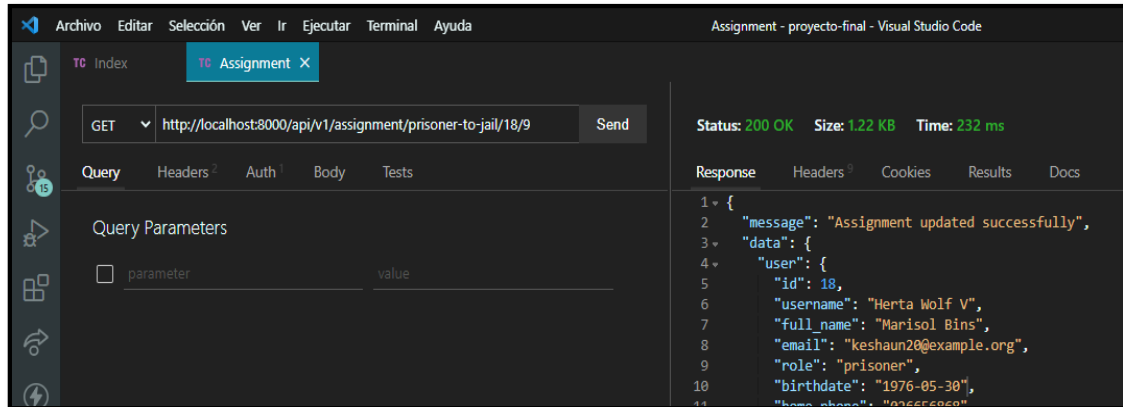 Archivo Editar Selección Ver Ir Ejecutar Terminal Ayuda Assignment - proyecto-final - Visual Studio Code
TC Index TC Assignment ×
GET http://localhost:8000/api/v1/assignment/prisoner-to-jail/18/9 Send
Status: 200 OK Size: 1.22 KB Time: 232 ms
Query Headers 2 Auth 1 Body Tests
Response Headers 9 Cookies Results Docs
15
Query Parameters
parameter value
1 {
2 "message": "Assignment updated successfully",
3 "data": {
4 "user": {
5 "id": 18,
6 "username": "Herta Wolf V",
7 "full_name": "Marisol Bins",
8 "email": "keshaun20@example.org",
9 "role": "prisoner",
10 "birthdate": "1976-05-30",
11 "home_phone": "026656868"